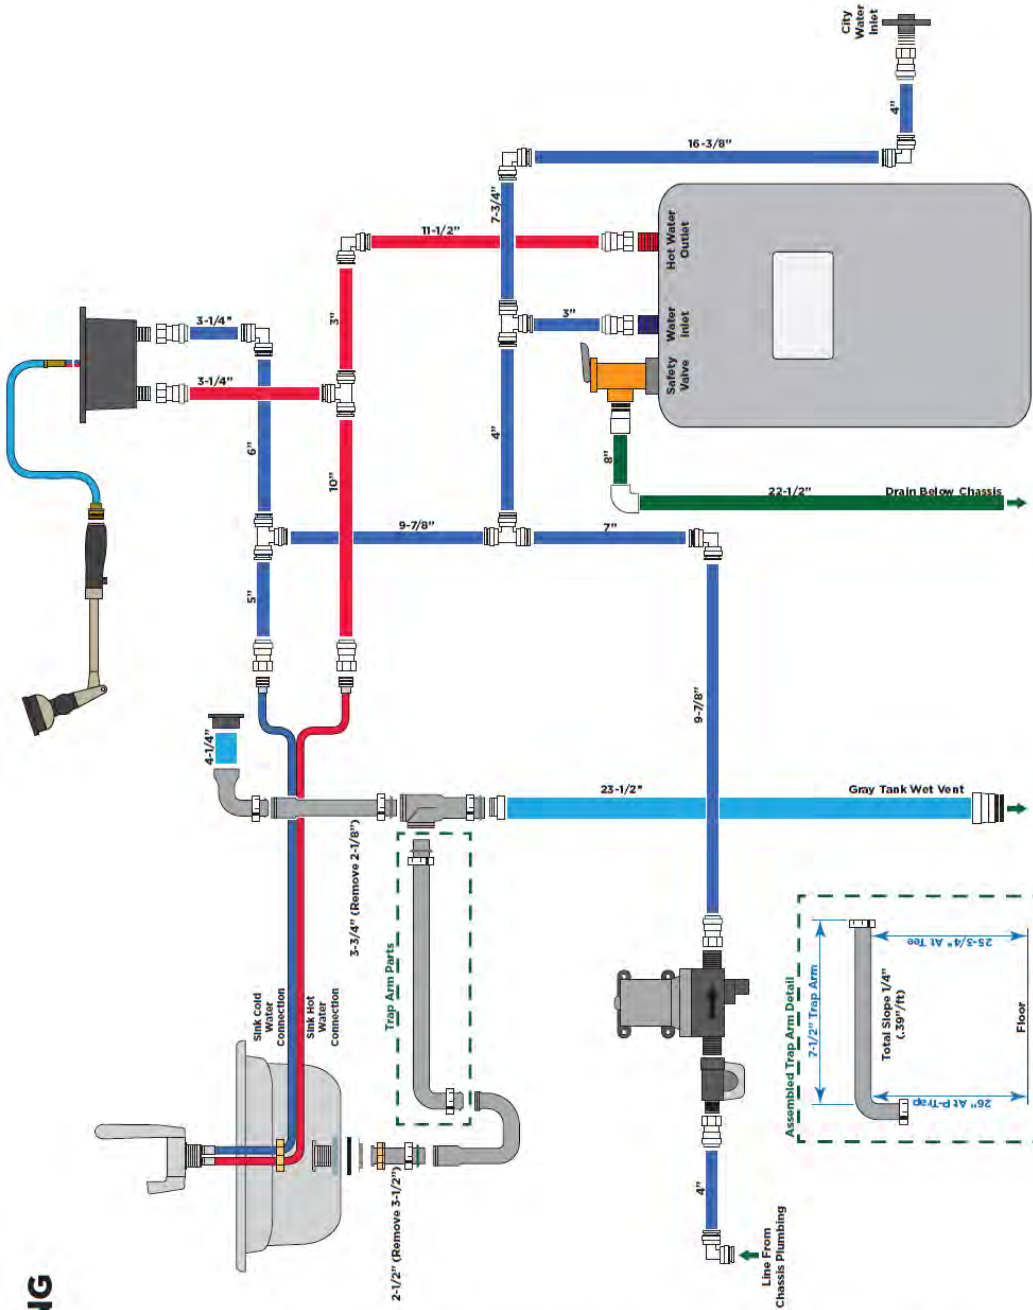 City
Water
Inlet
4"
16-3/8"
7-3/4"
11-1/2"
Hot Water
Outlet
3-1/4"
3"
3"
Water
Inlet
Safety
Valve
3-1/4"
6"
10"
4"
8"
22-1/2"
Drain Below Chassis
9-7/8"
7"
5"
9-7/8"
4-1/4"
23-1/2"
Gray Tank Wet Vent
3-3/4" (Remove 2-1/8")
Trap Arm Parts
Sink Cold
Water
Connection
Sink Hot
Water
Connection
2-1/2" (Remove 3-1/2")
4"
Line From
Chassis Plumbing
Assembled Trap Arm Detail
7-1/2" Trap Arm
25-3/4" At Tee
Total Slope 1/4"
(.39"/ft)
26" At P-Trap
Floor
NG